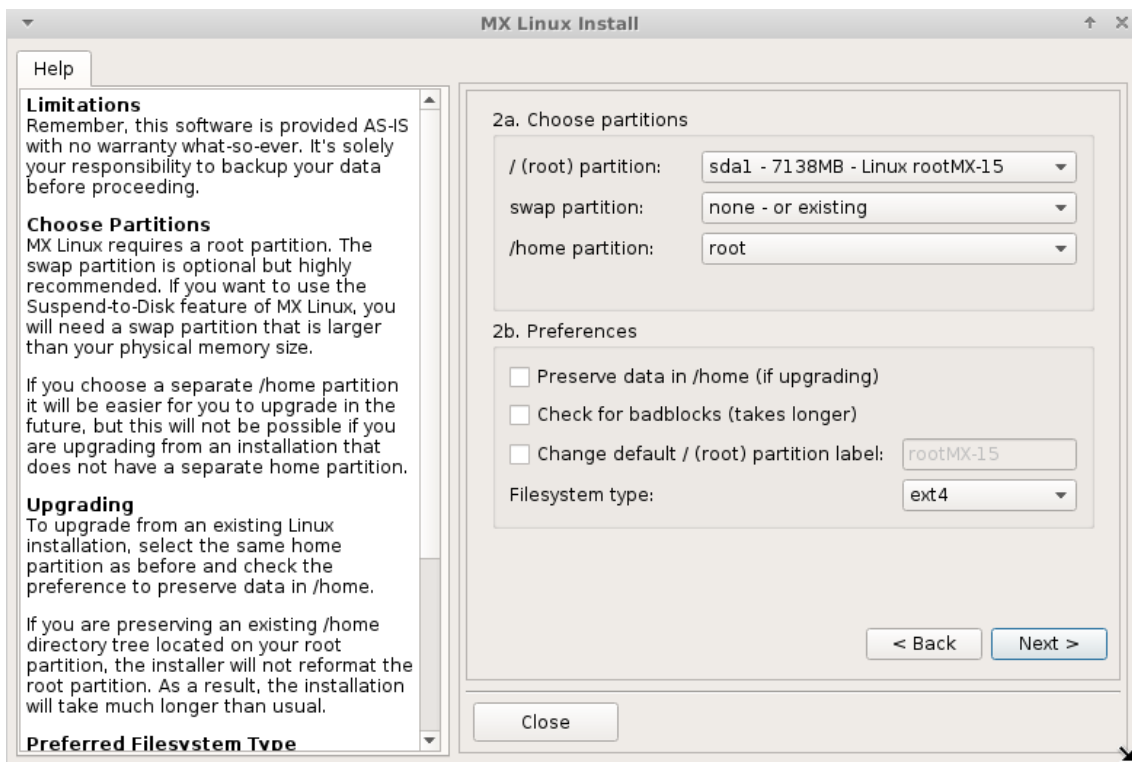 MX Linux Install
Help
Limitations
Remember, this software is provided AS-IS
with no warranty what-so-ever. It's solely
your responsibility to backup your data
before proceeding.
Choose Partitions
MX Linux requires a root partition. The
swap partition is optional but highly
recommended. If you want to use the
Suspend-to-Disk feature of MX Linux, you
will need a swap partition that is larger
than your physical memory size.
If you choose a separate /home partition
it will be easier for you to upgrade in the
future, but this will not be possible if you
are upgrading from an installation that
does not have a separate home partition.
Upgrading
To upgrade from an existing Linux
installation, select the same home
partition as before and check the
preference to preserve data in /home.
If you are preserving an existing /home
directory tree located on your root
partition, the installer will not reformat the
root partition. As a result, the installation
will take much longer than usual.
Preferred Filesystem Type
2a. Choose partitions
/ (root) partition: sda1 - 7138MB - Linux rootMX-15
swap partition: none - or existing
/home partition: root
2b. Preferences
Preserve data in /home (if upgrading)
Check for badblocks (takes longer)
Change default / (root) partition label: rootMX-15
Filesystem type: ext4
< Back Next >
Close